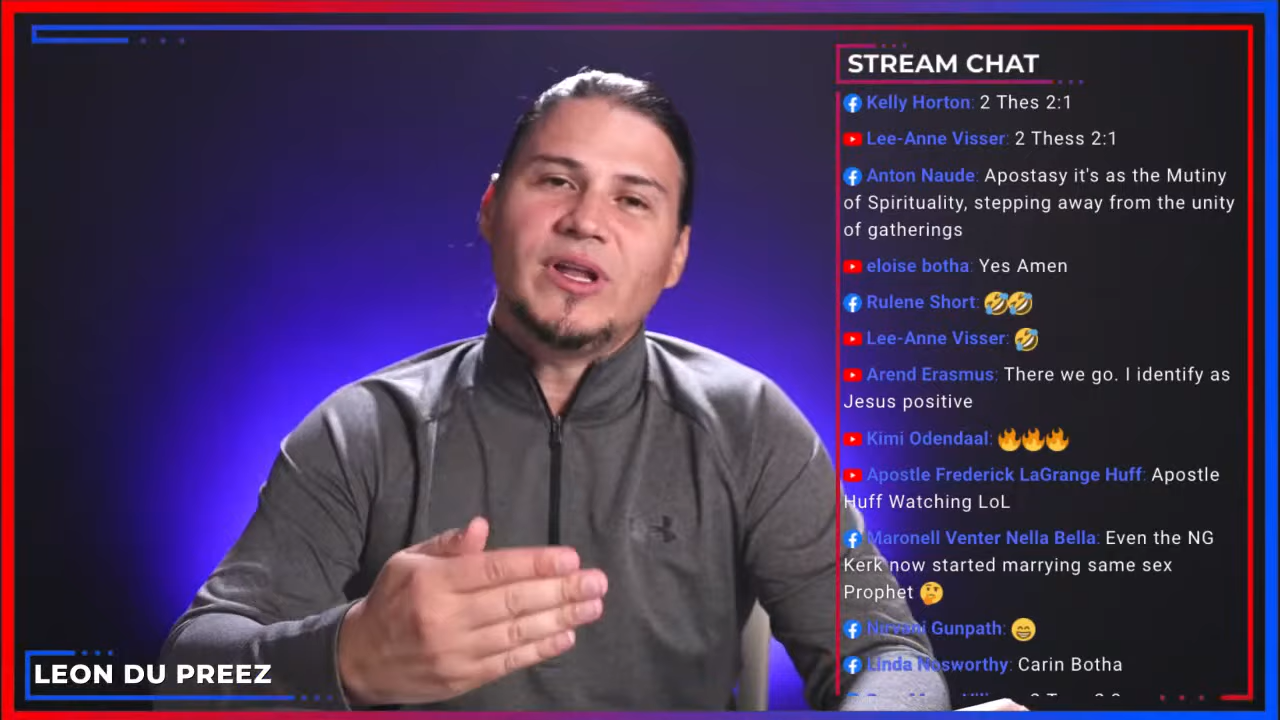 STREAM CHAT
Kelly Horton: 2 Thes 2:1
Lee-Anne Visser: 2 Thess 2:1
Anton Naude: Apostasy it's as the Mutiny
of Spirituality, stepping away from the unity
of gatherings
eloise botha: Yes Amen
Rulene Short: 🤣🤣
Lee-Anne Visser: 🤣
Arend Erasmus: There we go. I identify as
Jesus positive
Kimi Odendaal: 🔥🔥🔥
Apostle Frederick LaGrange Huff: Apostle
Huff Watching LoL
Maronell Venter Nella Bella: Even the NG
Kerk now started marrying same sex
Prophet 🤔
Nirvani Gunpath: 😁
Linda Nosworthy: Carin Botha
LEON DU PREEZ